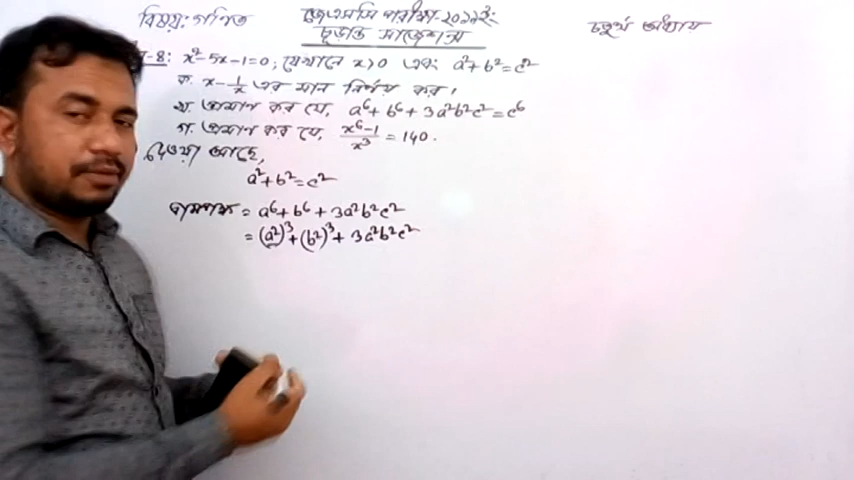 বিষয়: গণিত
জেএসসি পরীক্ষা ২০১৯ইং
চূড়ান্ত সাজেশন্স
চতুর্থ অধ্যায়
-8: x²-5x-1=0; যেখানে x>0 এবং a²+b²=c²
ক. x-1/x এর মান নির্ণয় কর।
খ. প্রমাণ কর যে, a⁶+b⁶+3a²b²c²=c⁶
গ. প্রমাণ কর যে, (x⁶-1)/x³ = 140.
দেওয়া আছে,
a²+b²=c²
বামপক্ষ = a⁶+b⁶+3a²b²c²
= (a²)³+(b²)³+3a²b²c²